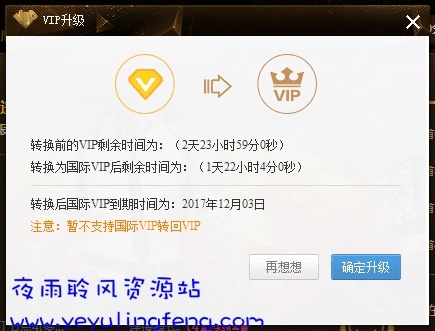 VIP升级
VIP
转换前的VIP剩余时间为：（2天23小时59分0秒）
转换为国际VIP后剩余时间为：（1天22小时4分0秒）
转换后国际VIP到期时间为：2017年12月03日
注意：暂不支持国际VIP转回VIP
再想想
确定升级
夜雨聆风资源站
www.yeyulingfeng.com